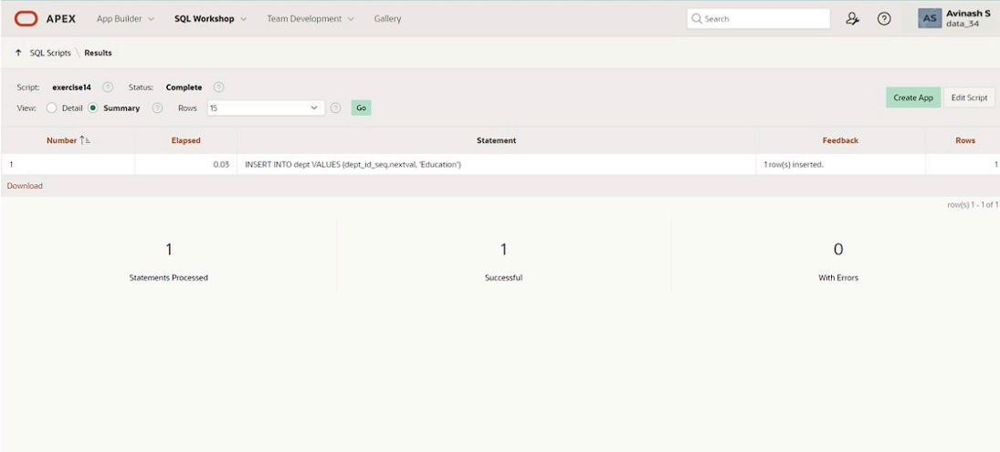 APEX App Builder SQL Workshop Team Development Gallery Search AS Avinash S
data_34
SQL Scripts \ Results
Script: exercise14 Status: Complete
View: Detail Summary Rows 15 Go Create App Edit Script
Number Elapsed Statement Feedback Rows
1 0.03 INSERT INTO dept VALUES (dept_id_seq.nextval, 'Education') 1 row(s) inserted. 1
Download
row(s) 1 - 1 of 1
1 1 0
Statements Processed Successful With Errors